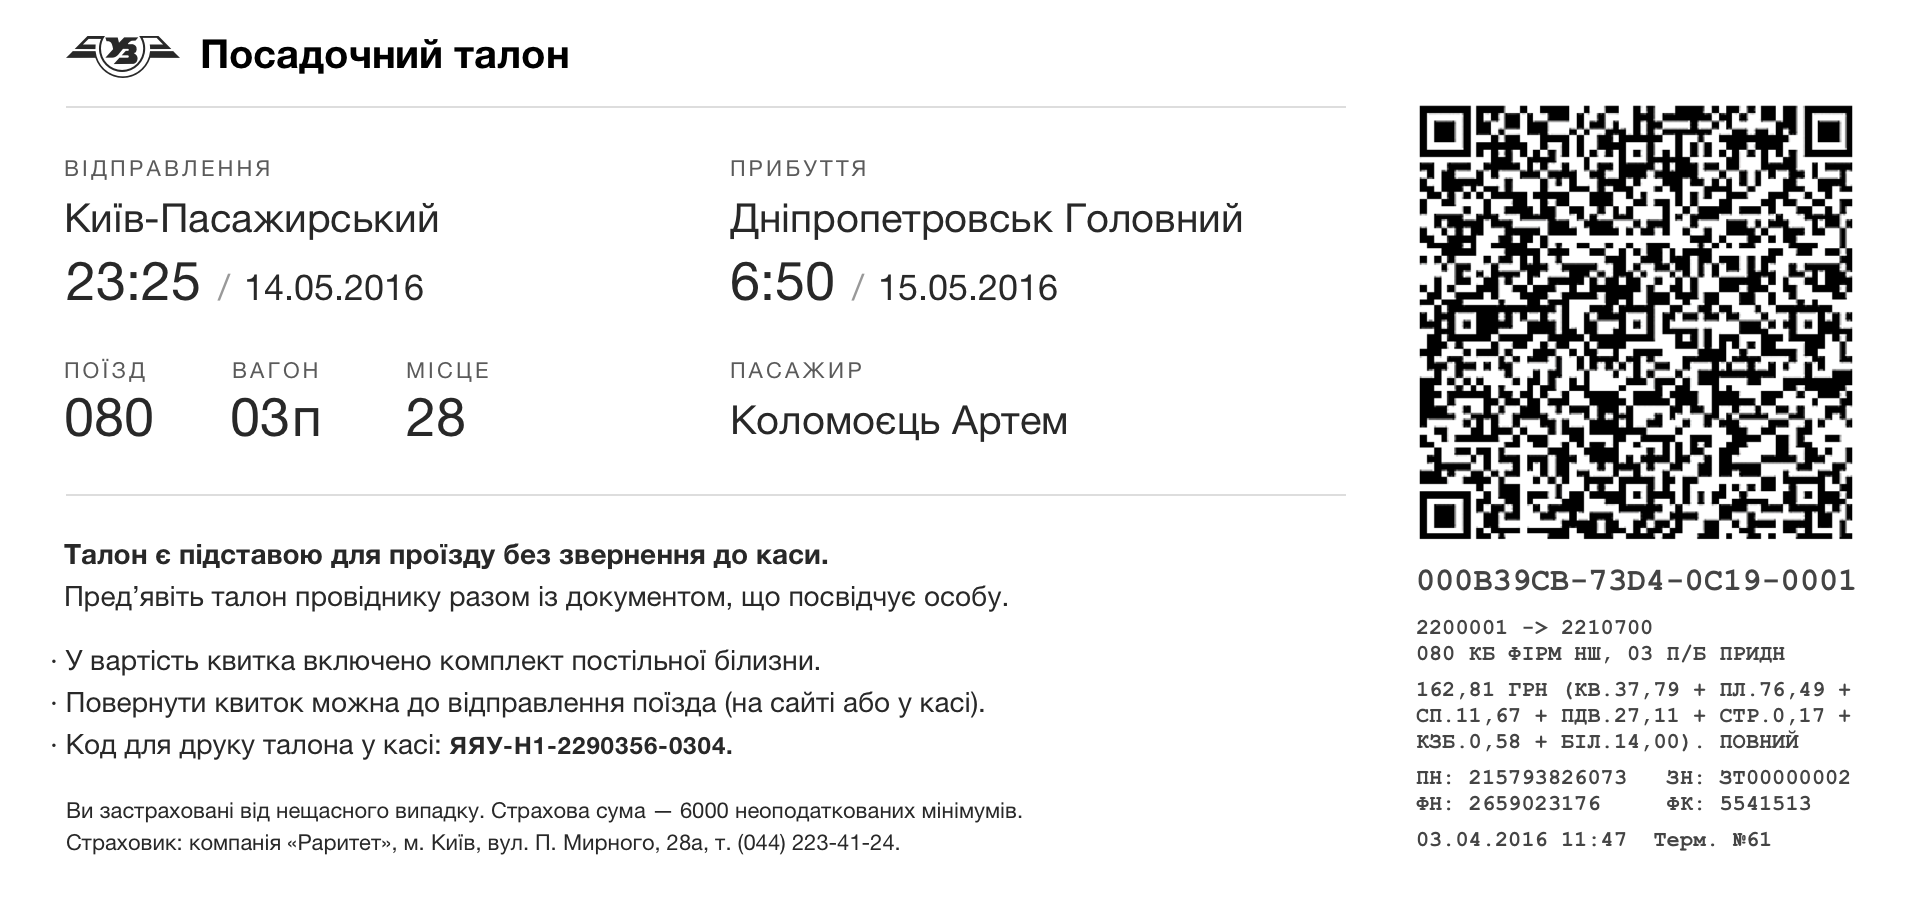 УЗ Посадочний талон
ВІДПРАВЛЕННЯ
Київ-Пасажирський
23:25 / 14.05.2016
ПРИБУТТЯ
Дніпропетровськ Головний
6:50 / 15.05.2016
ПОЇЗД ВАГОН МІСЦЕ
080 03п 28
ПАСАЖИР
Коломоєць Артем
Талон є підставою для проїзду без звернення до каси.
Пред’явіть талон провіднику разом із документом, що посвідчує особу.
· У вартість квитка включено комплект постільної білизни.
· Повернути квиток можна до відправлення поїзда (на сайті або у касі).
· Код для друку талона у касі: ЯЯУ-Н1-2290356-0304.
Ви застраховані від нещасного випадку. Страхова сума — 6000 неоподаткованих мінімумів.
Страховик: компанія «Раритет», м. Київ, вул. П. Мирного, 28а, т. (044) 223-41-24.
000B39CB-73D4-0C19-0001
2200001 -> 2210700
080 КБ ФІРМ НШ, 03 П/Б ПРИДН
162,81 ГРН (КВ.37,79 + ПЛ.76,49 +
СП.11,67 + ПДВ.27,11 + СТР.0,17 +
КЗБ.0,58 + БІЛ.14,00). ПОВНИЙ
ПН: 215793826073 ЗН: ЗТ00000002
ФН: 2659023176 ФК: 5541513
03.04.2016 11:47 Терм. №61